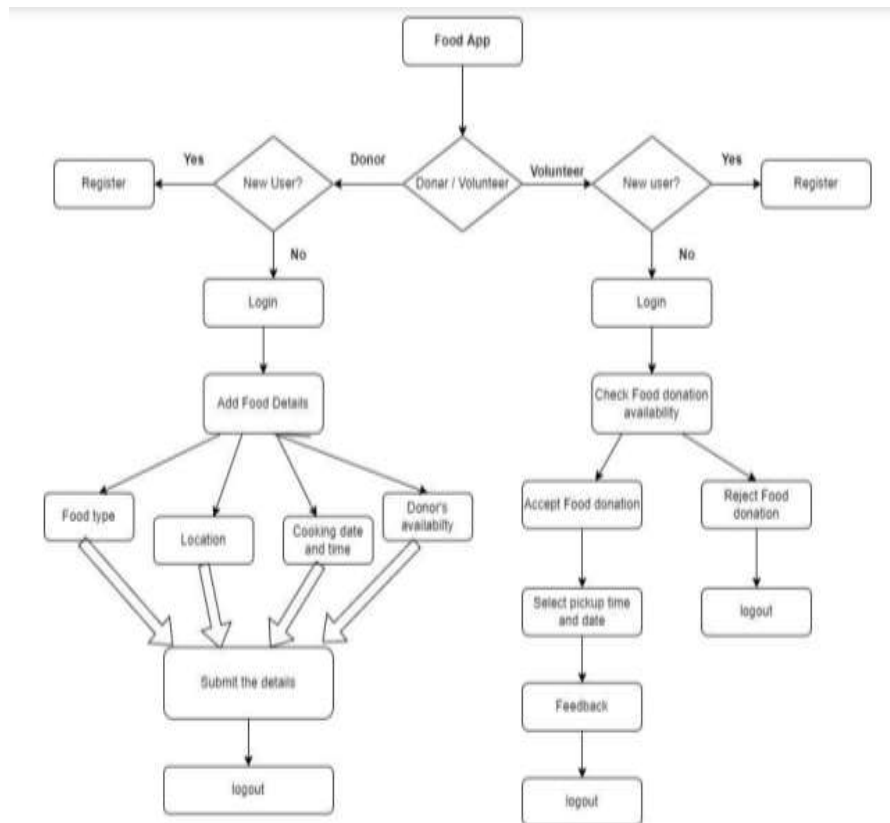 Food App
Yes
Donor
Volunteer
Yes
Register
New User?
Donar / Volunteer
New user?
Register
No
No
Login
Login
Add Food Details
Check Food donation
availability
Food type
Location
Cooking date
and time
Donor's
availabilty
Accept Food donation
Reject Food
donation
Select pickup time
and date
logout
Submit the details
Feedback
logout
logout